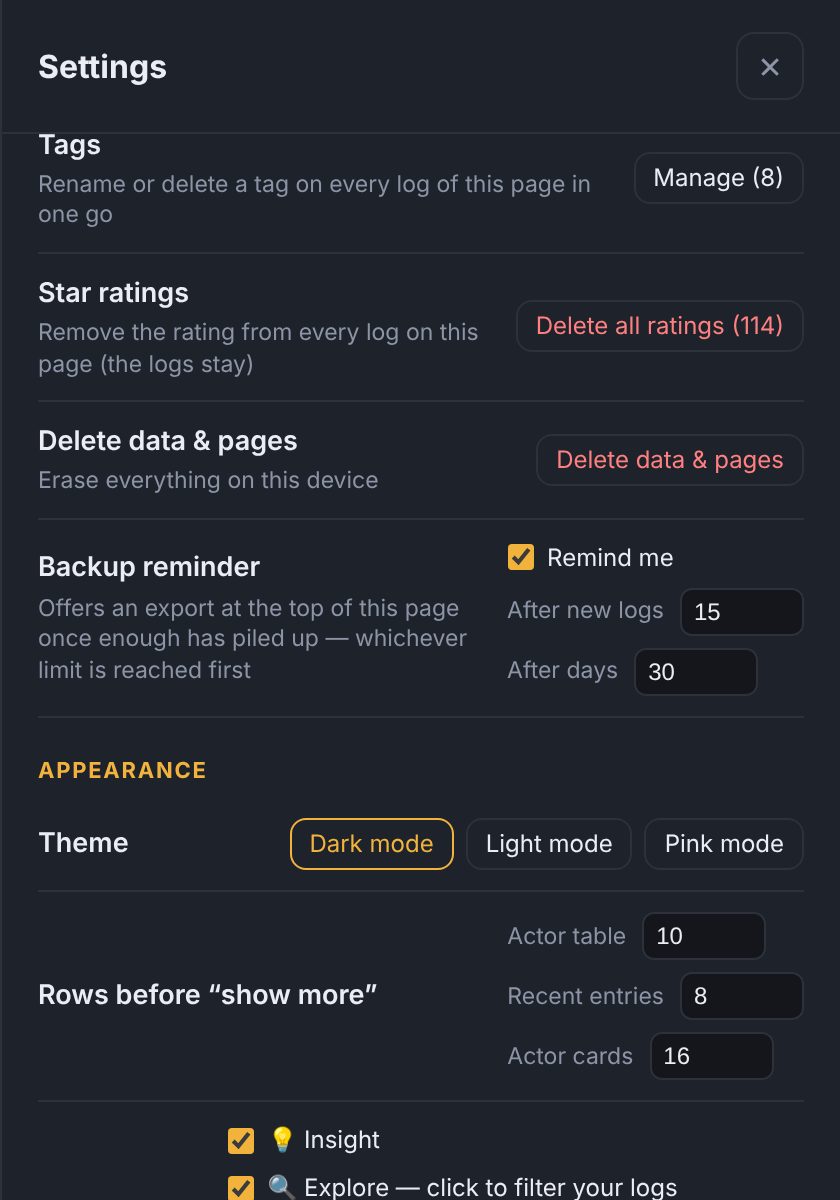 Settings
×
Tags
Rename or delete a tag on every log of this page in
one go
Manage (8)
Star ratings
Remove the rating from every log on this
page (the logs stay)
Delete all ratings (114)
Delete data & pages
Erase everything on this device
Delete data & pages
Backup reminder
Offers an export at the top of this page
once enough has piled up — whichever
limit is reached first
Remind me
After new logs 15
After days 30
APPEARANCE
Theme
Dark mode
Light mode
Pink mode
Rows before “show more”
Actor table 10
Recent entries 8
Actor cards 16
💡 Insight
🔍 Explore — click to filter your logs